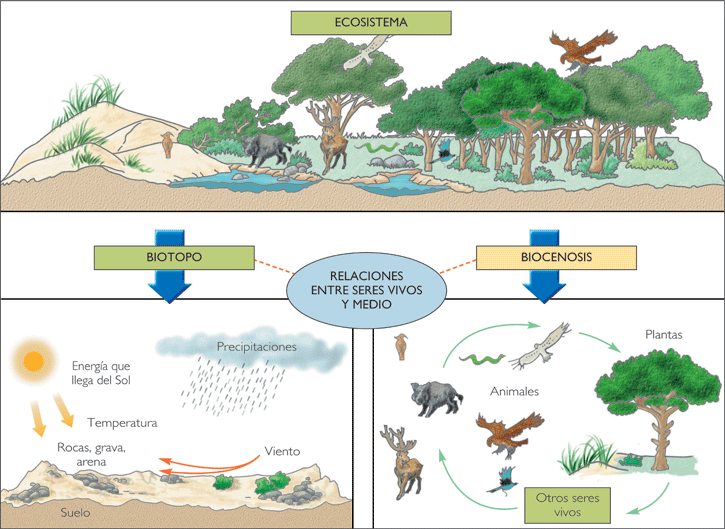 ECOSISTEMA
BIOTOPO
RELACIONES
ENTRE SERES VIVOS
Y MEDIO
BIOCENOSIS
Energía que
llega del Sol
Precipitaciones
Temperatura
Rocas, grava,
arena
Viento
Suelo
Plantas
Animales
Otros seres
vivos